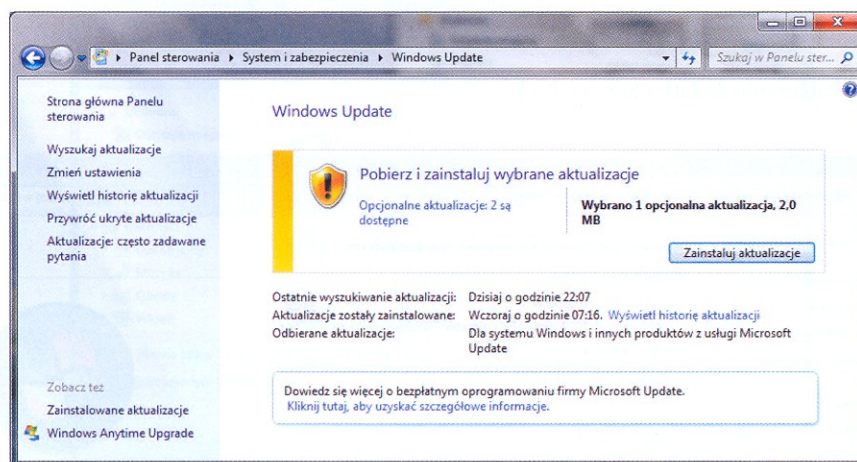 Panel sterowania ▸ System i zabezpieczenia ▸ Windows Update
Szukaj w Panelu ster...
Strona główna Panelu
sterowania
Wyszukaj aktualizacje
Zmień ustawienia
Wyświetl historię aktualizacji
Przywróć ukryte aktualizacje
Aktualizacje: często zadawane
pytania
Zobacz też
Zainstalowane aktualizacje
Windows Anytime Upgrade
Windows Update
Pobierz i zainstaluj wybrane aktualizacje
Opcjonalne aktualizacje: 2 są
dostępne
Wybrano 1 opcjonalna aktualizacja, 2,0
MB
Zainstaluj aktualizacje
Ostatnie wyszukiwanie aktualizacji: Dzisiaj o godzinie 22:07
Aktualizacje zostały zainstalowane: Wczoraj o godzinie 07:16. Wyświetl historię aktualizacji
Odbierane aktualizacje: Dla systemu Windows i innych produktów z usługi Microsoft
Update
Dowiedz się więcej o bezpłatnym oprogramowaniu firmy Microsoft Update.
Kliknij tutaj, aby uzyskać szczegółowe informacje.